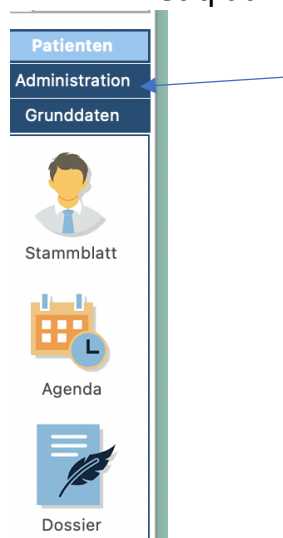 Patienten
Administration
Grunddaten
Stammblatt
Agenda
Dossier